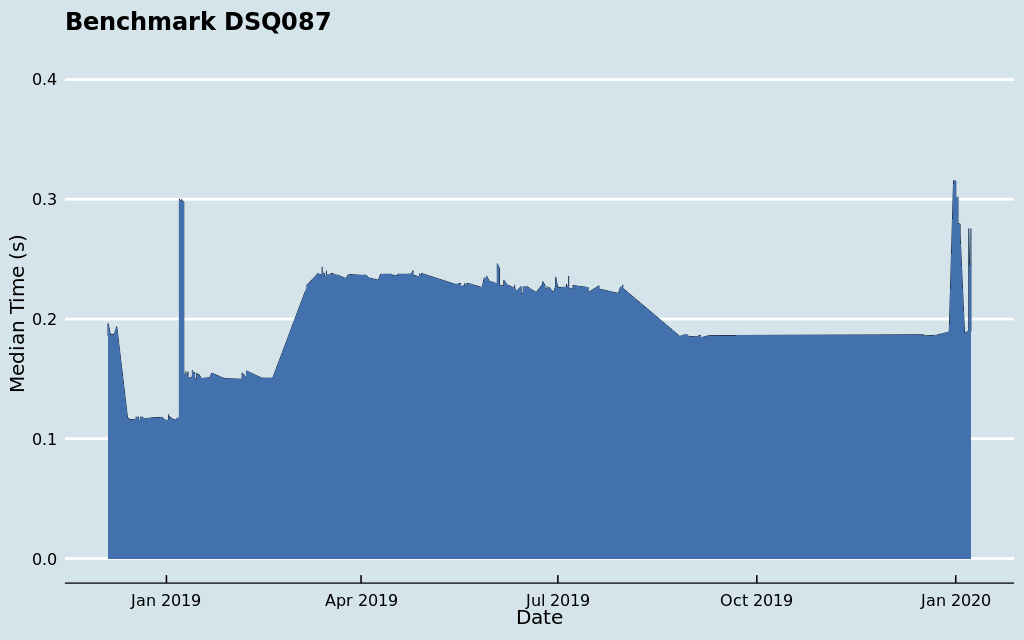 Benchmark DSQ087
Median Time (s)
0.4
0.3
0.2
0.1
0.0
Jan 2019
Apr 2019
Jul 2019
Oct 2019
Jan 2020
Date